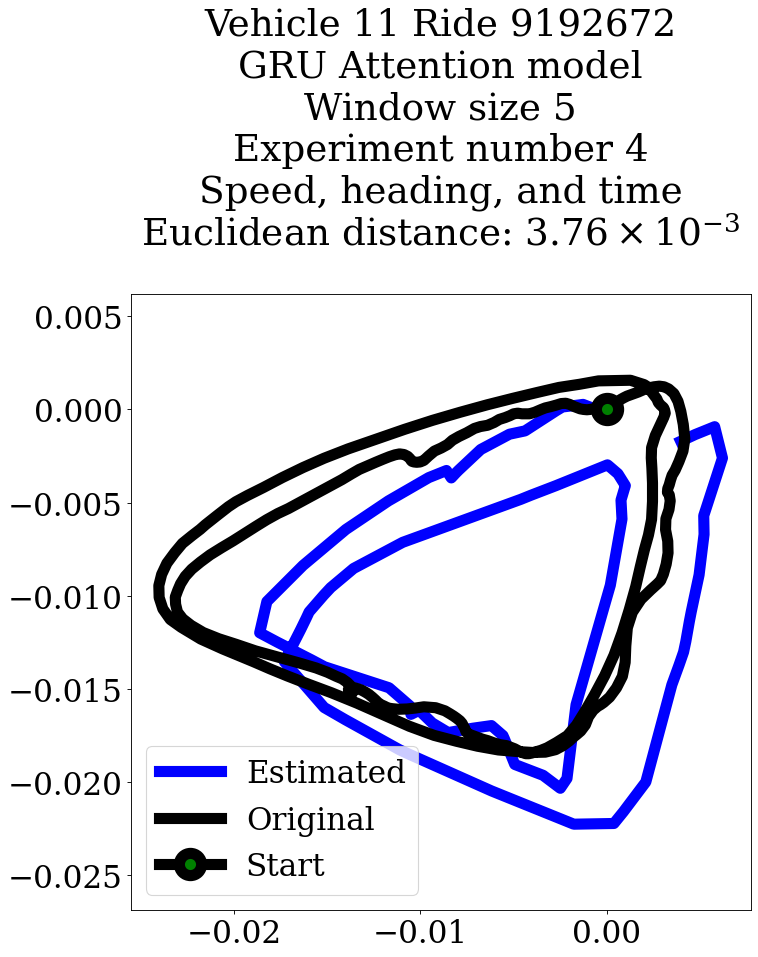 Vehicle 11 Ride 9192672
GRU Attention model
Window size 5
Experiment number 4
Speed, heading, and time
Euclidean distance: 3.76 × 10⁻³
0.005
0.000
−0.005
−0.010
−0.015
−0.020
−0.025
Estimated
Original
Start
−0.02
−0.01
0.00